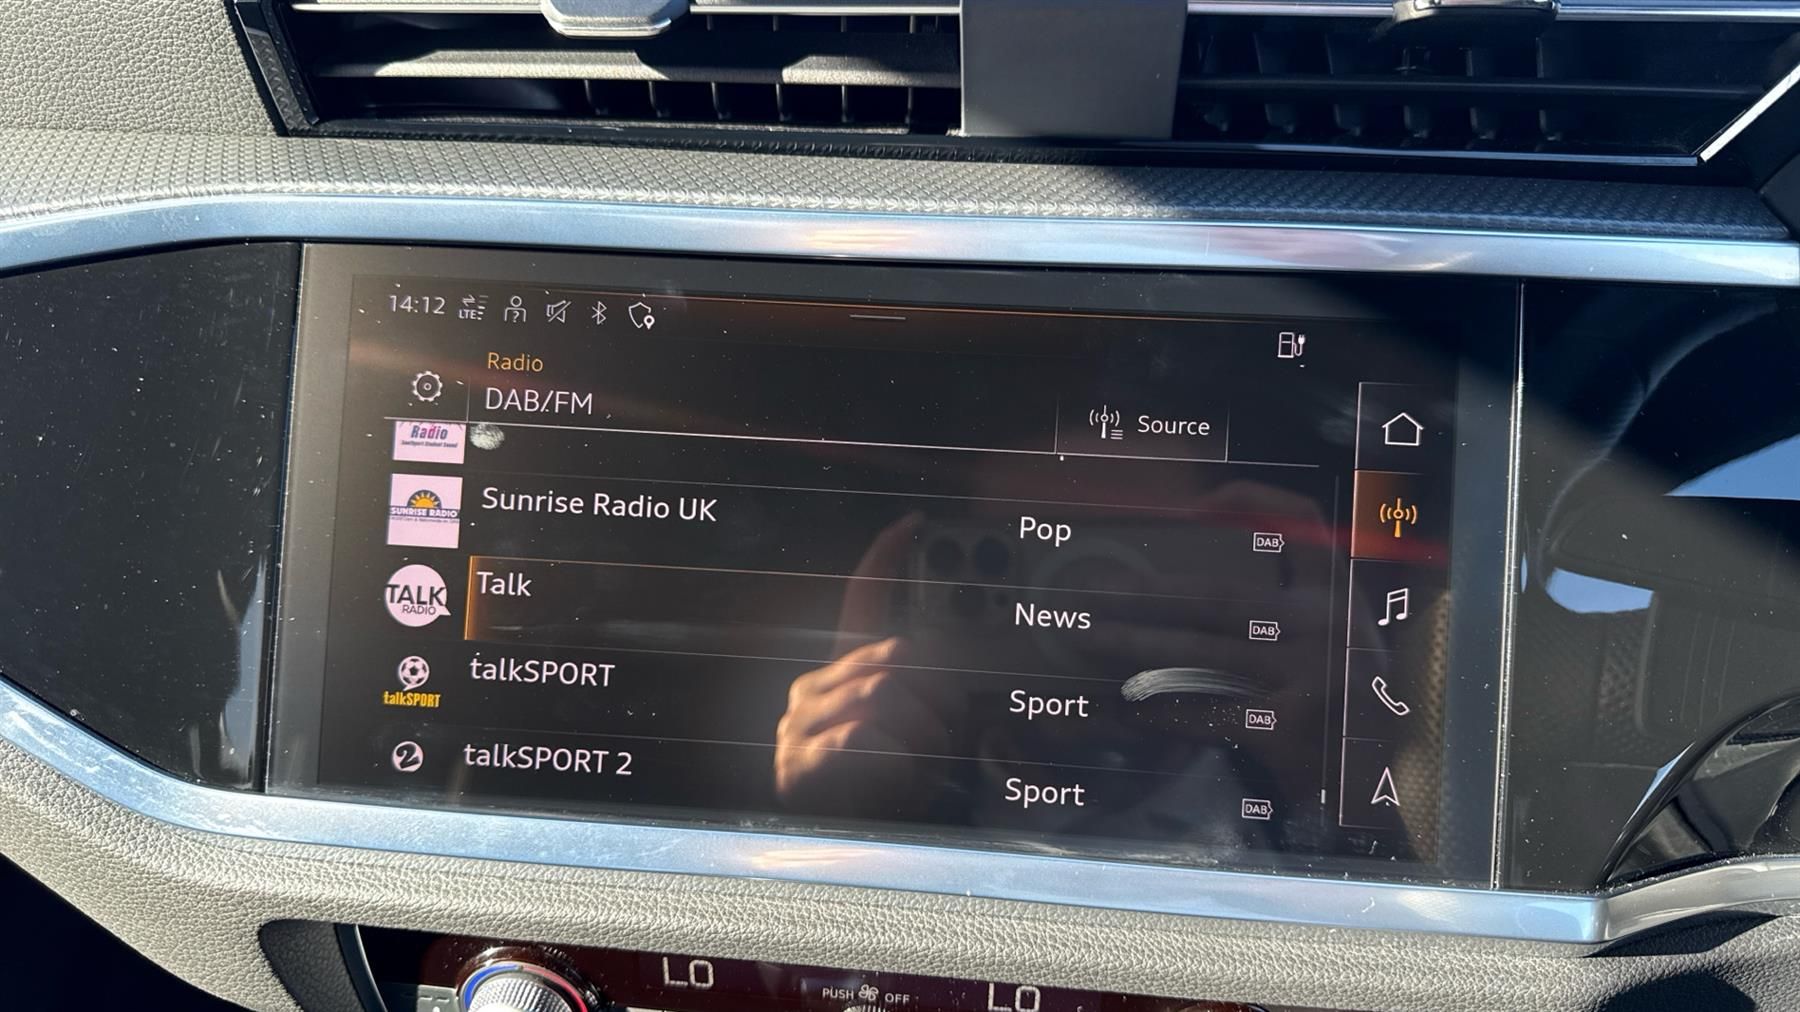 14:12 LTE
Radio
DAB/FM
Source
Radio
Sunrise Radio UK Pop DAB
SUNRISE RADIO
Talk News DAB
TALK
RADIO
talkSPORT Sport DAB
talkSPORT
talkSPORT 2 Sport DAB
2
LO
PUSH OFF
LO